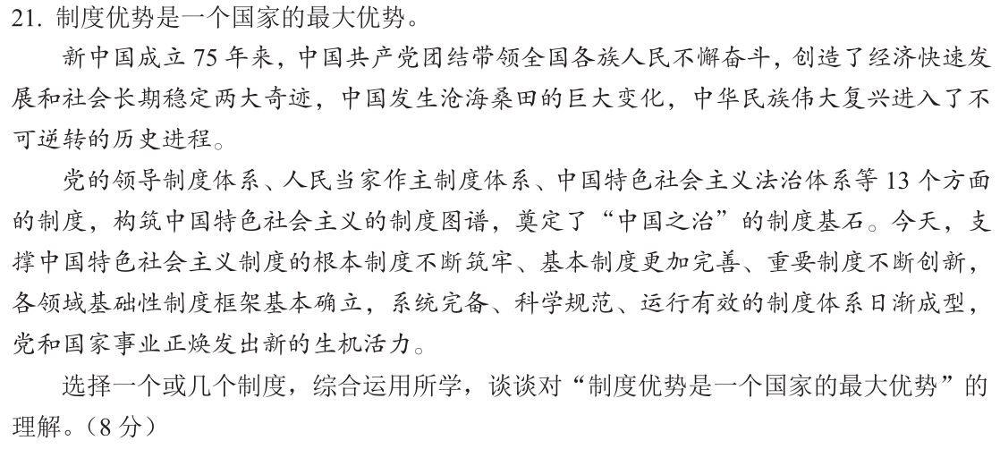 21. 制度优势是一个国家的最大优势。
新中国成立 75 年来，中国共产党团结带领全国各族人民不懈奋斗，创造了经济快速发
展和社会长期稳定两大奇迹，中国发生沧海桑田的巨大变化，中华民族伟大复兴进入了不
可逆转的历史进程。
党的领导制度体系、人民当家作主制度体系、中国特色社会主义法治体系等 13 个方面
的制度，构筑中国特色社会主义的制度图谱，奠定了“中国之治”的制度基石。今天，支
撑中国特色社会主义制度的根本制度不断筑牢、基本制度更加完善、重要制度不断创新，
各领域基础性制度框架基本确立，系统完备、科学规范、运行有效的制度体系日渐成型，
党和国家事业正焕发出新的生机活力。
选择一个或几个制度，综合运用所学，谈谈对“制度优势是一个国家的最大优势”的
理解。（8 分）